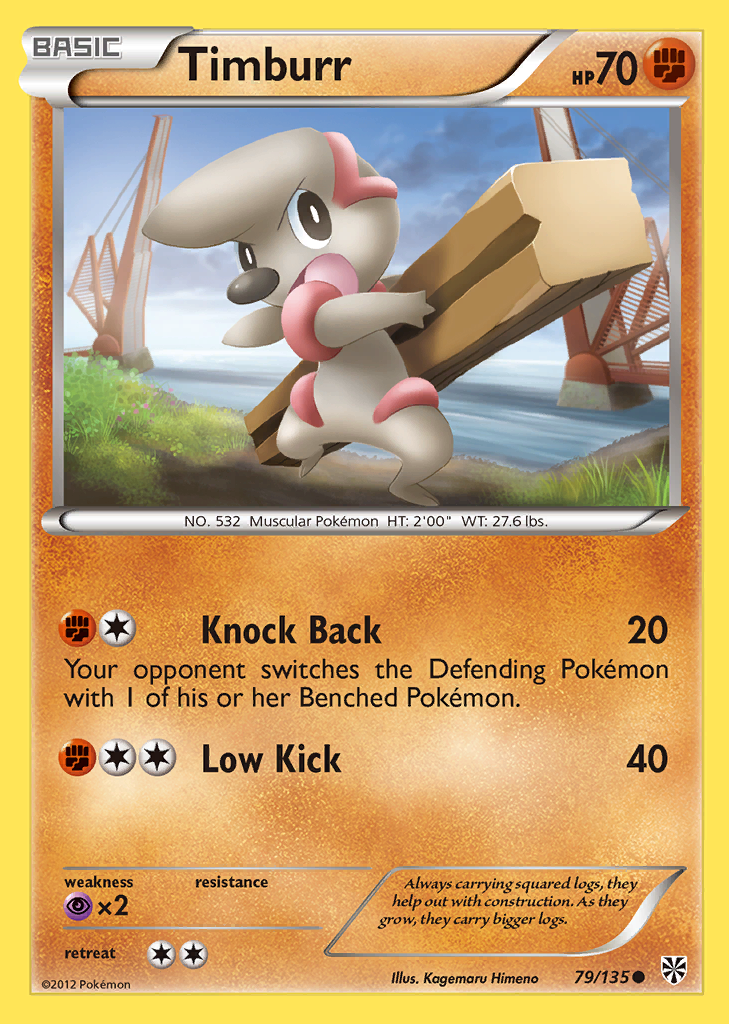 BASIC
Timburr
HP70
NO. 532 Muscular Pokémon HT: 2'00" WT: 27.6 lbs.
Knock Back 20
Your opponent switches the Defending Pokémon
with 1 of his or her Benched Pokémon.
Low Kick 40
weakness resistance
×2
retreat
Always carrying squared logs, they
help out with construction. As they
grow, they carry bigger logs.
©2012 Pokémon
Illus. Kagemaru Himeno
79/135